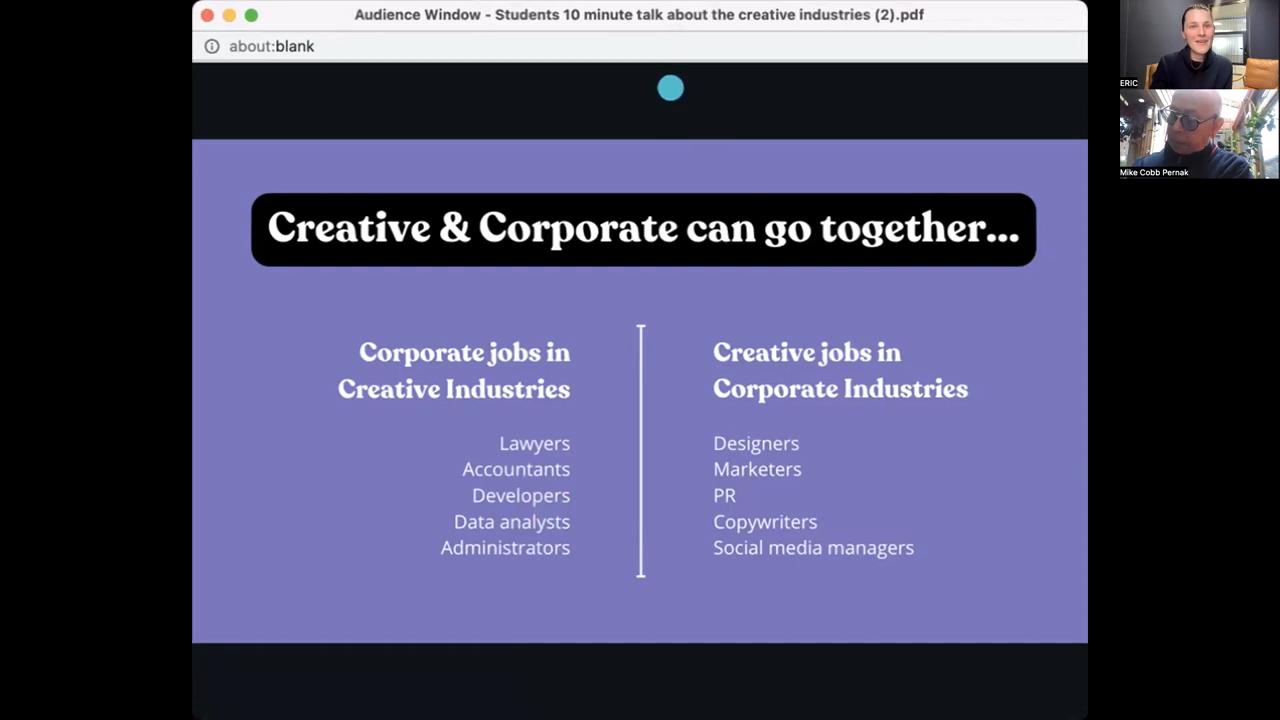 Audience Window - Students 10 minute talk about the creative industries (2).pdf
about:blank
ERIC
Mike Cobb Pernak
Creative & Corporate can go together...
Corporate jobs in
Creative Industries
Lawyers
Accountants
Developers
Data analysts
Administrators
Creative jobs in
Corporate Industries
Designers
Marketers
PR
Copywriters
Social media managers